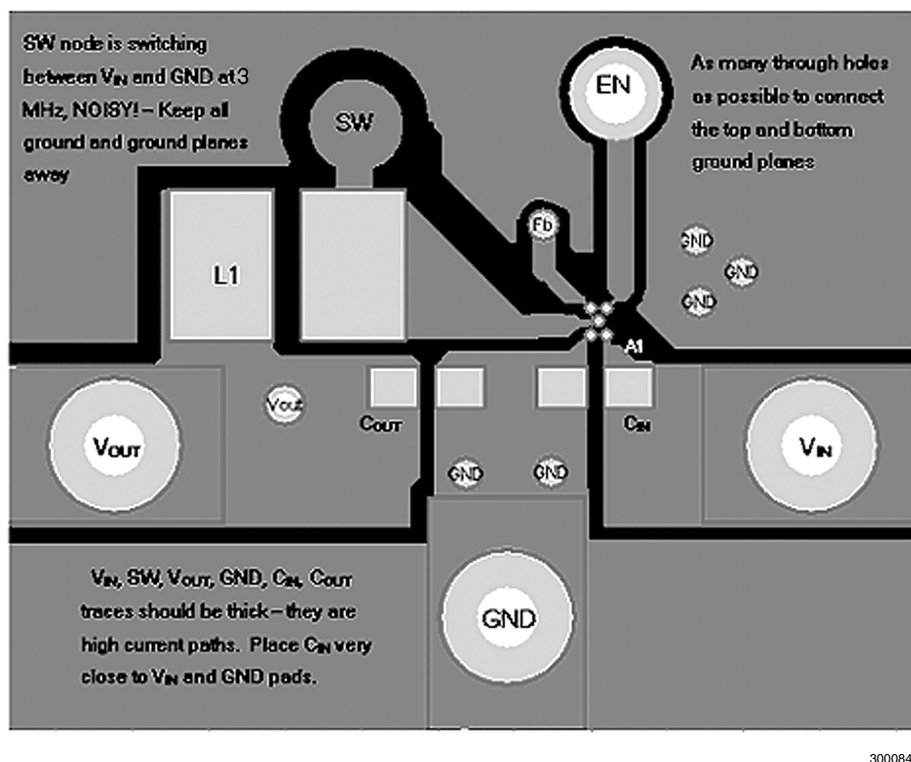 SW node is switching
between VIN and GND at 3
MHz, NOISY! – Keep all
ground and ground planes
away
SW
EN
As many through holes
as possible to connect
the top and bottom
ground planes
Fb
GND
GND
GND
L1
A1
Vout
COUT
CIN
VOUT
VIN
GND
GND
VIN, SW, VOUT, GND, CIN, COUT
traces should be thick – they are
high current paths. Place CIN very
close to VIN and GND pads.
GND
300084